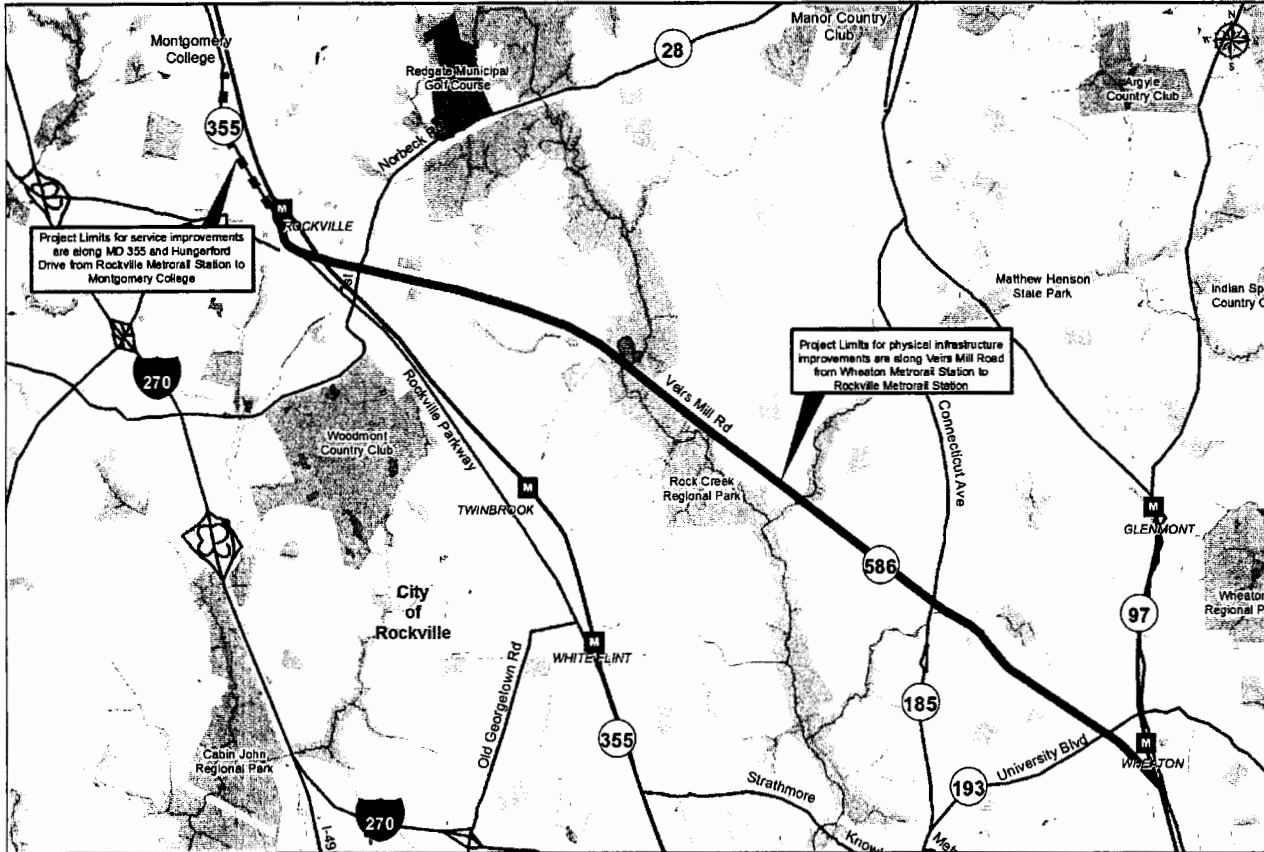 Montgomery
College
Manor Country
Club
N
S
28
Redgate Municipal
Golf Course
Argyle
Country Club
355
Norbeck
M
ROCKVILLE
Project Limits for service improvements
are along MD 355 and Hungerford
Drive from Rockville Metrorail Station to
Montgomery College
Matthew Henson
State Park
Indian
Country
270
Project Limits for physical infrastructure
improvements are along Veirs Mill Road
from Wheaton Metrorail Station to
Rockville Metrorail Station
Rockville Parkway
Veirs Mill Rd
Connecticut Ave
Woodmont
Country Club
Rock Creek
Regional Park
M
TWINBROOK
M
GLENMONT
586
City
of
Rockville
97
Wheaton
Regional
M
WHITE FLINT
Old Georgetown Rd
185
355
Cabin John
Regional Park
University Blvd
M
WHEATON
193
Strathmore
270